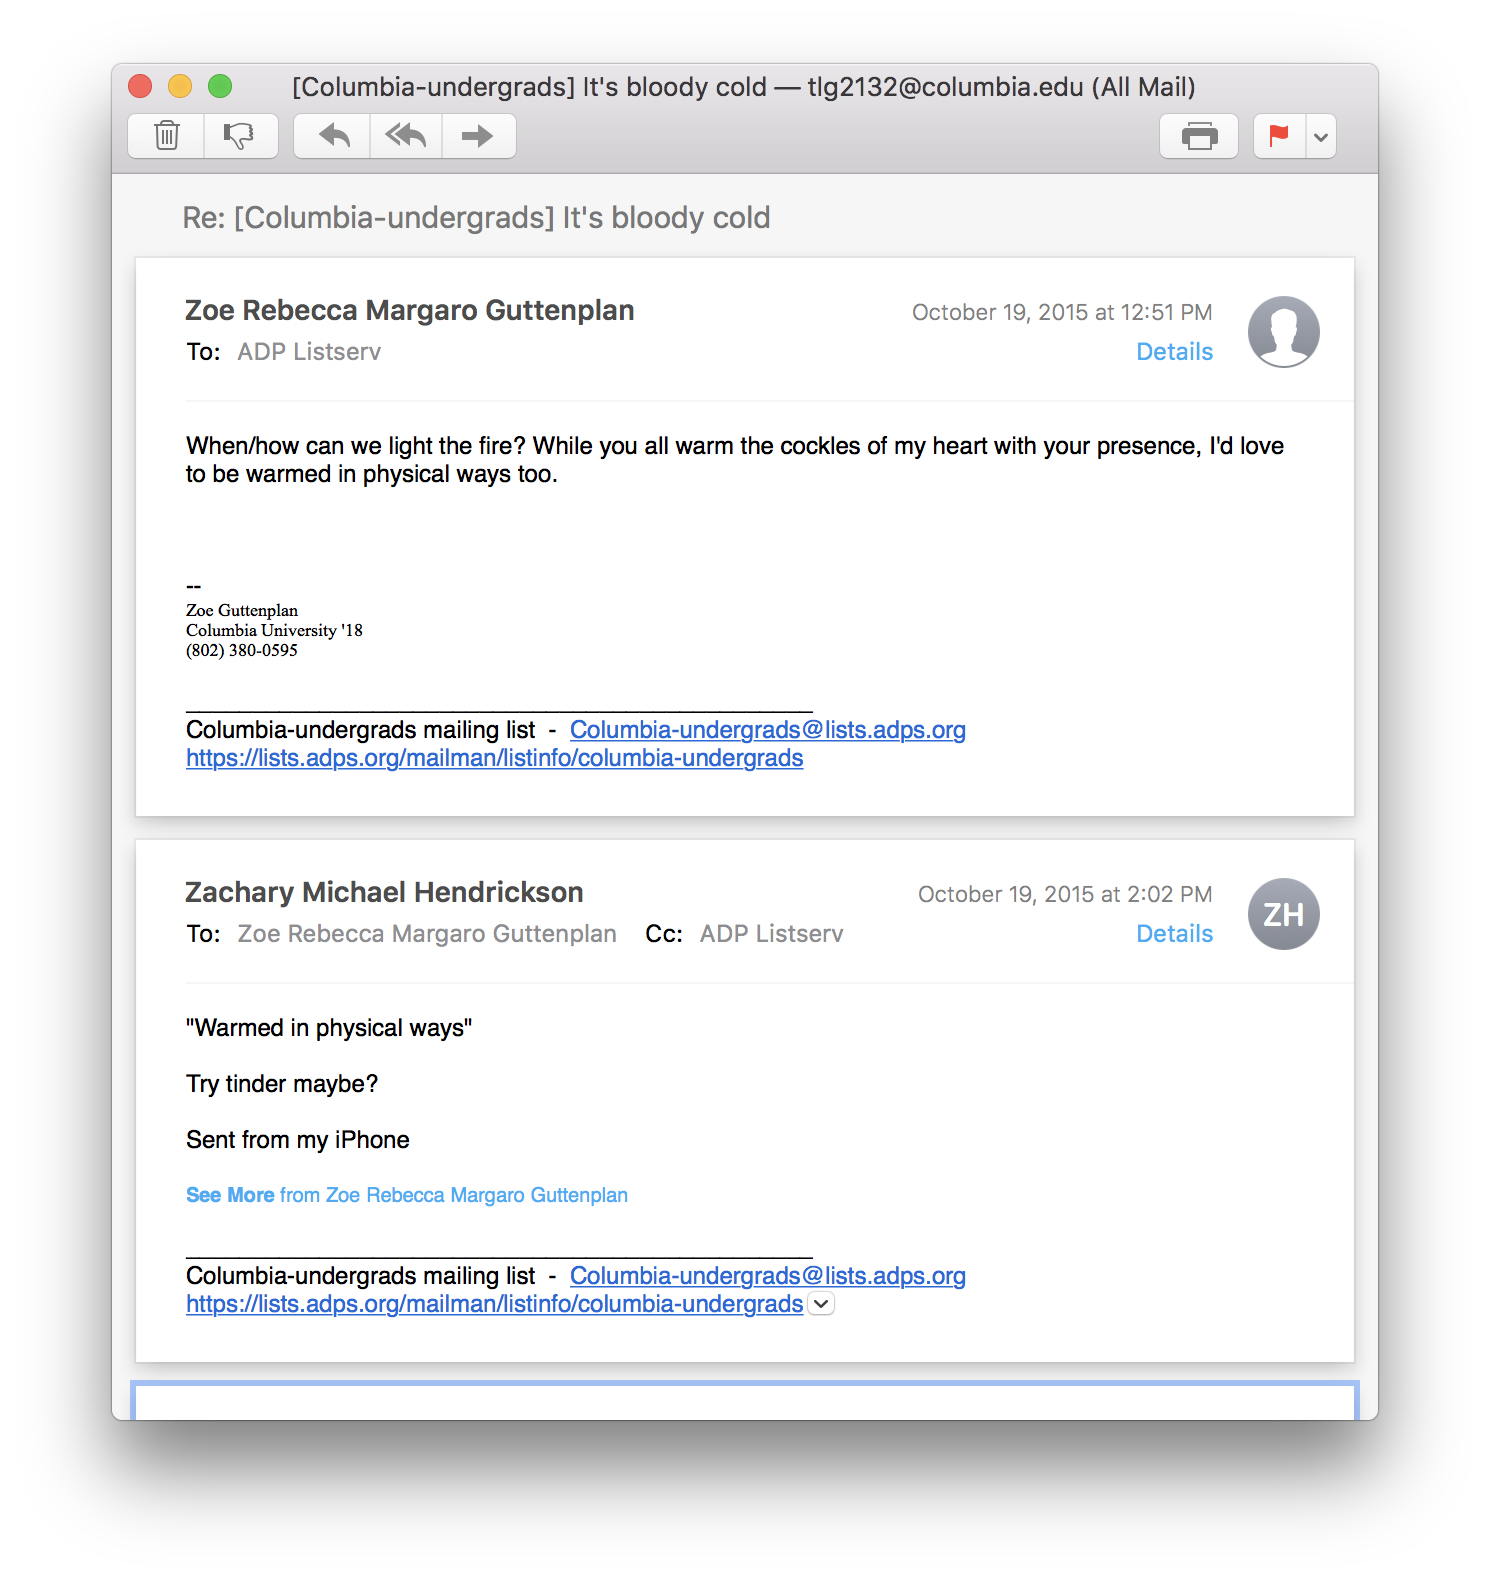 [Columbia-undergrads] It's bloody cold — tlg2132@columbia.edu (All Mail)
Re: [Columbia-undergrads] It's bloody cold
Zoe Rebecca Margaro Guttenplan
October 19, 2015 at 12:51 PM
To: ADP Listserv
Details
When/how can we light the fire? While you all warm the cockles of my heart with your presence, I'd love
to be warmed in physical ways too.
--
Zoe Guttenplan
Columbia University '18
(802) 380-0595
_______________________________________________
Columbia-undergrads mailing list - Columbia-undergrads@lists.adps.org
https://lists.adps.org/mailman/listinfo/columbia-undergrads
Zachary Michael Hendrickson
October 19, 2015 at 2:02 PM
ZH
To: Zoe Rebecca Margaro Guttenplan Cc: ADP Listserv
Details
"Warmed in physical ways"
Try tinder maybe?
Sent from my iPhone
See More from Zoe Rebecca Margaro Guttenplan
_______________________________________________
Columbia-undergrads mailing list - Columbia-undergrads@lists.adps.org
https://lists.adps.org/mailman/listinfo/columbia-undergrads